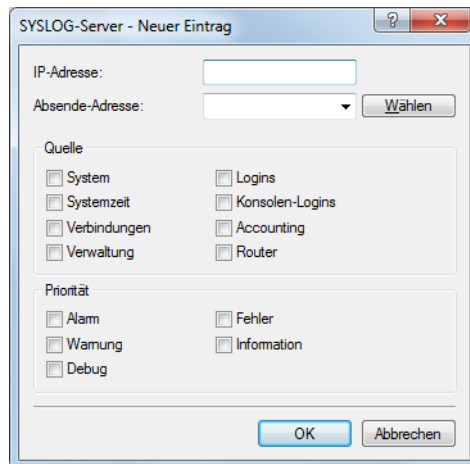 SYSLOG-Server - Neuer Eintrag
IP-Adresse:
Absende-Adresse:
Wählen
Quelle
System
Logins
Systemzeit
Konsolen-Logins
Verbindungen
Accounting
Verwaltung
Router
Priorität
Alarm
Fehler
Warnung
Information
Debug
OK
Abbrechen